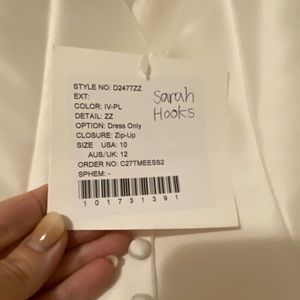 STYLE NO: D2477ZZ
EXT:
COLOR: IV-PL
DETAIL: ZZ
OPTION: Dress Only
CLOSURE: Zip-Up
SIZE USA: 10
AUS/UK: 12
ORDER NO: C27TMEESS2
SPHEM: -
101731391
Sarah
Hooks